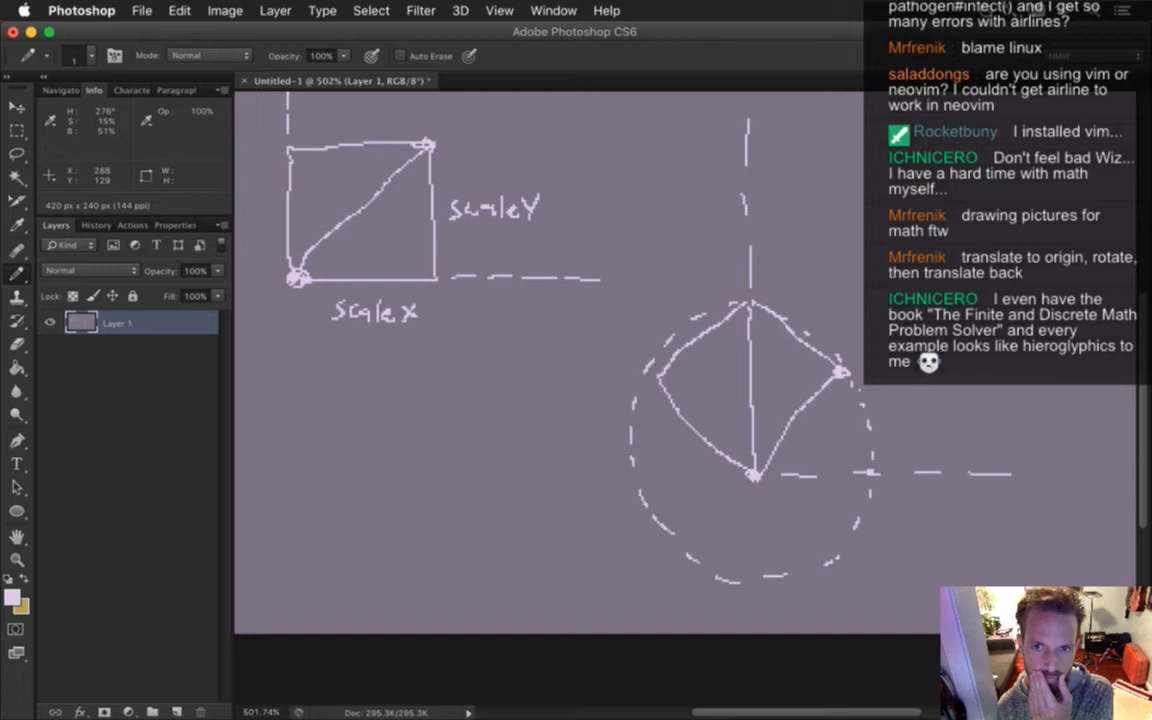 Photoshop File Edit Image Layer Type Select Filter 3D View Window Help
Adobe Photoshop CS6
1 Mode: Normal Opacity: 100% Auto Erase
Untitled-1 @ 502% (Layer 1, RGB/8*) *
Navigato Info Characte Paragrapl
H: 276° Op: 100%
S: 15%
B: 51%
X: 288 W:
Y: 129 H:
420 px x 240 px (144 ppi)
Layers History Actions Properties
Kind
Normal Opacity: 100%
Lock: Fill: 100%
Layer 1
scaleY
scalex
pathogen#infect() and I get so
many errors with airlines?
Mrfrenik blame linux
saladdongs are you using vim or
neovim? I couldn't get airline to
work in neovim
Rocketbuny I installed vim...
ICHNICERO Don't feel bad Wiz...
I have a hard time with math
myself...
Mrfrenik drawing pictures for
math ftw
Mrfrenik translate to origin, rotate,
then translate back
ICHNICERO I even have the
book "The Finite and Discrete Math
Problem Solver" and every
example looks like hieroglyphics to
me
501.74% Doc: 295.3K/295.3K
fx